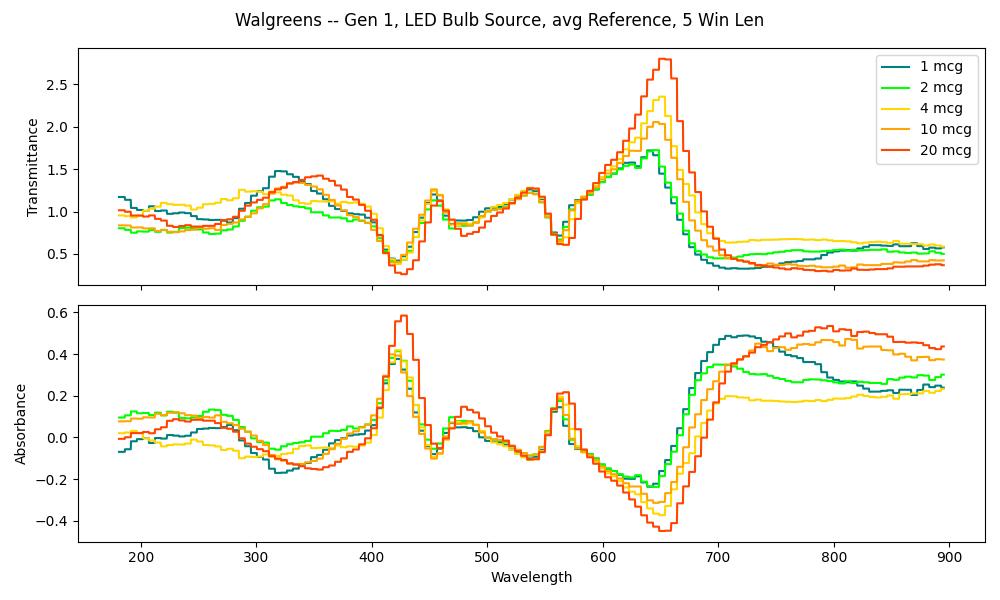 Walgreens -- Gen 1, LED Bulb Source, avg Reference, 5 Win Len
Transmittance
2.5
2.0
1.5
1.0
0.5
1 mcg
2 mcg
4 mcg
10 mcg
20 mcg
Absorbance
0.6
0.4
0.2
0.0
−0.2
−0.4
200 300 400 500 600 700 800 900
Wavelength